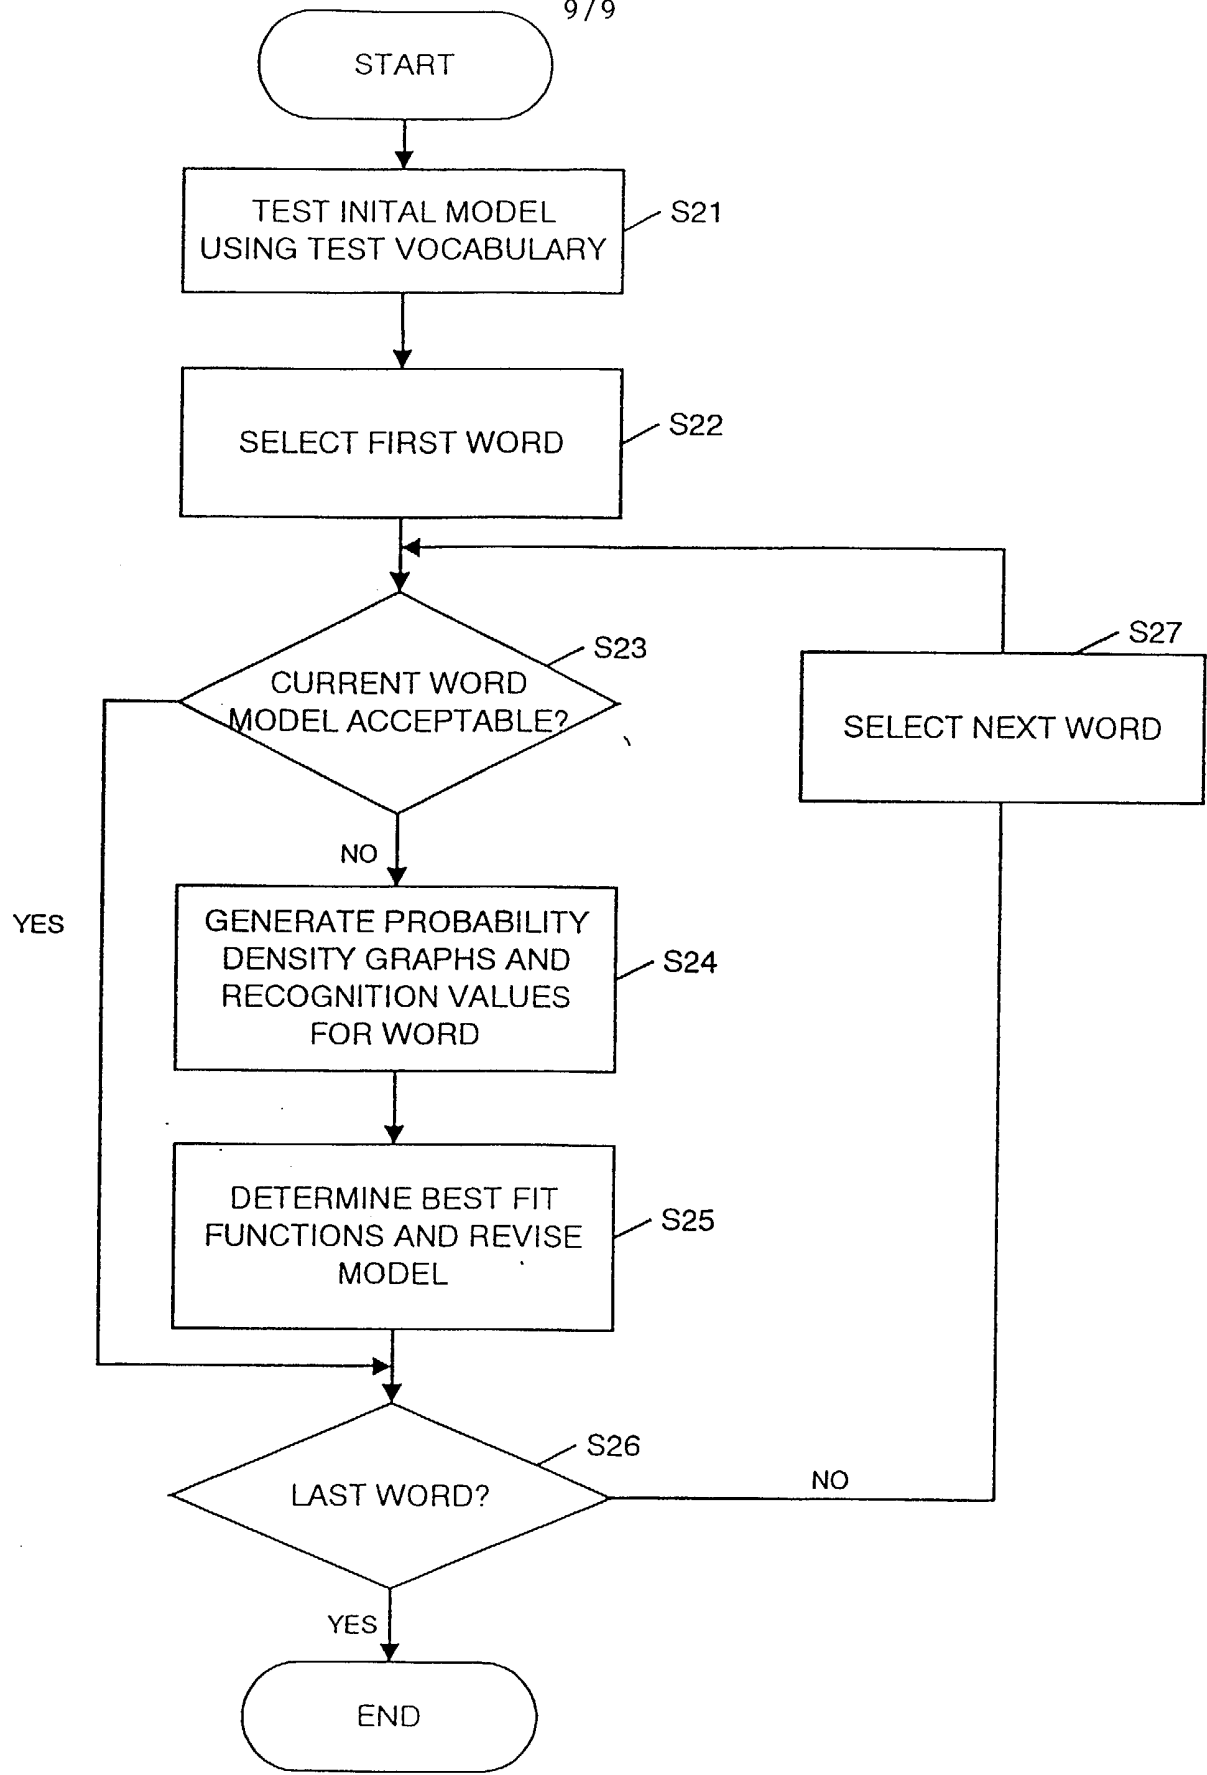 9/9
START
TEST INITAL MODEL
USING TEST VOCABULARY
S21
SELECT FIRST WORD
S22
CURRENT WORD
MODEL ACCEPTABLE?
S23
S27
SELECT NEXT WORD
NO
YES
GENERATE PROBABILITY
DENSITY GRAPHS AND
RECOGNITION VALUES
FOR WORD
S24
DETERMINE BEST FIT
FUNCTIONS AND REVISE
MODEL
S25
LAST WORD?
S26
NO
YES
END